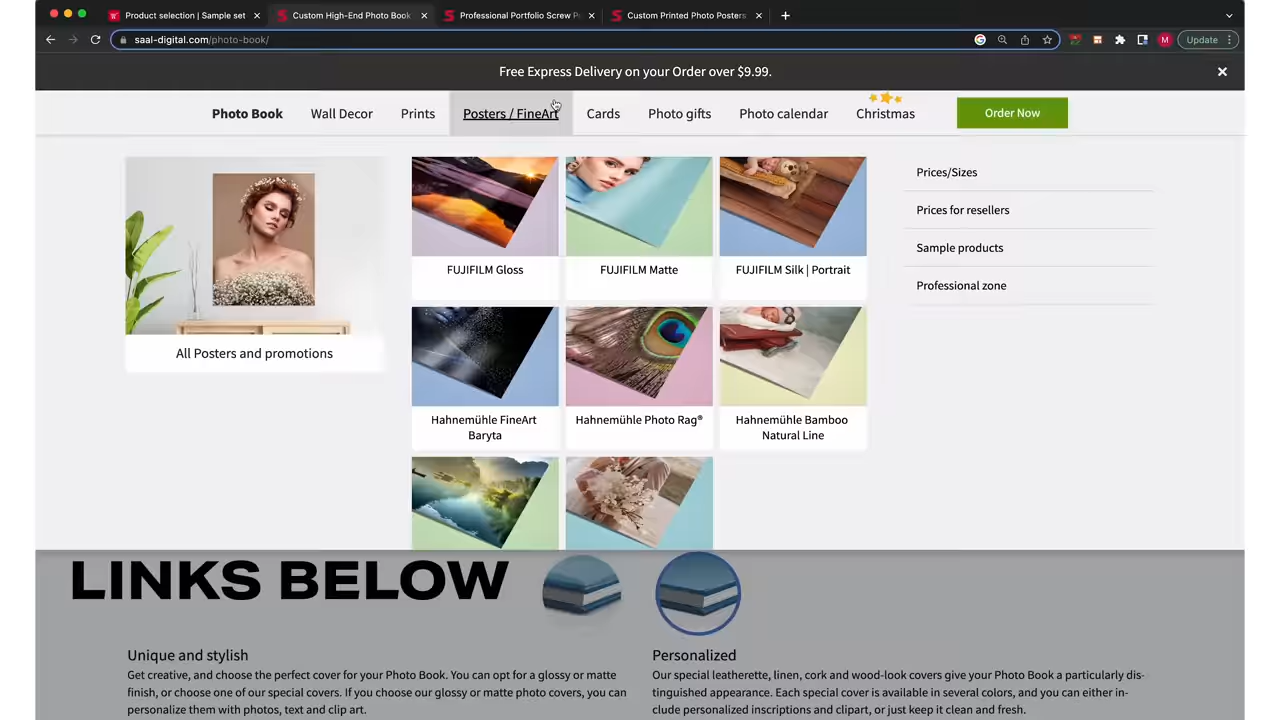 Product selection | Sample set
Custom High-End Photo Book
Professional Portfolio Screw P
Custom Printed Photo Posters
saal-digital.com/photo-book/
M
Update
Free Express Delivery on your Order over $9.99.
Photo Book
Wall Decor
Prints
Posters / FineArt
Cards
Photo gifts
Photo calendar
Christmas
Order Now
All Posters and promotions
FUJIFILM Gloss
FUJIFILM Matte
FUJIFILM Silk | Portrait
Hahnemühle FineArt
Baryta
Hahnemühle Photo Rag®
Hahnemühle Bamboo
Natural Line
Prices/Sizes
Prices for resellers
Sample products
Professional zone
LINKS BELOW
Unique and stylish
Get creative, and choose the perfect cover for your Photo Book. You can opt for a glossy or matte
finish, or choose one of our special covers. If you choose our glossy or matte photo covers, you can
personalize them with photos, text and clip art.
Personalized
Our special leatherette, linen, cork and wood-look covers give your Photo Book a particularly dis-
tinguished appearance. Each special cover is available in several colors, and you can either in-
clude personalized inscriptions and clipart, or just keep it clean and fresh.